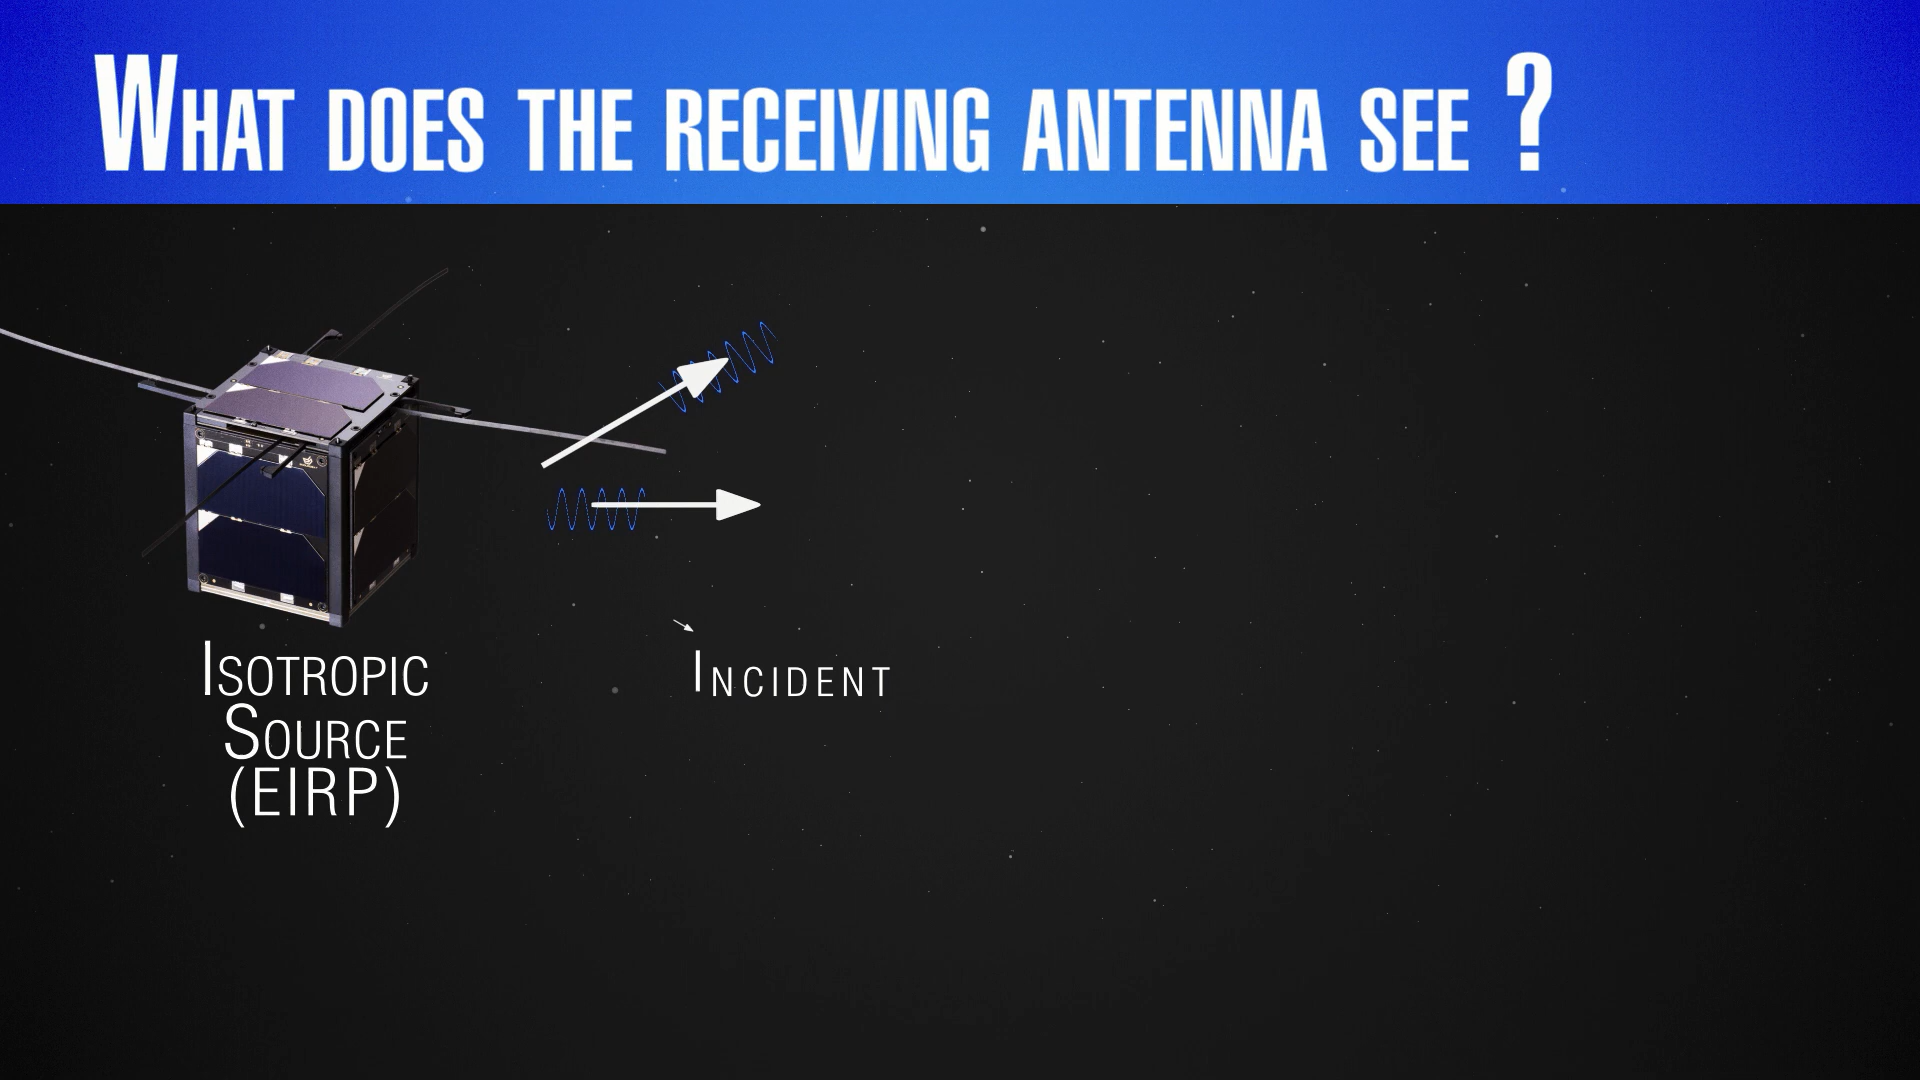 What does the receiving antenna see ?
Isotropic
Source
(EIRP)
Incident